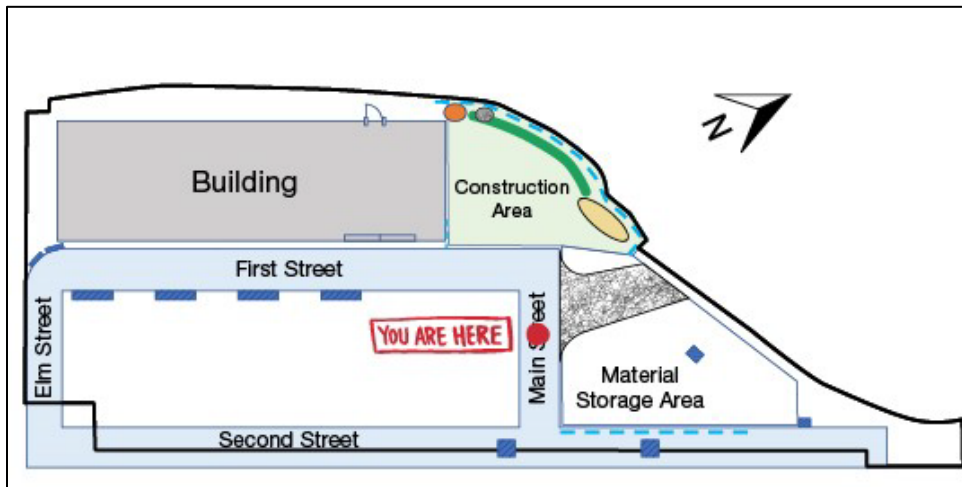 Building
Construction
Area
N
First Street
YOU ARE HERE
Elm Street
Main Street
Material
Storage Area
Second Street